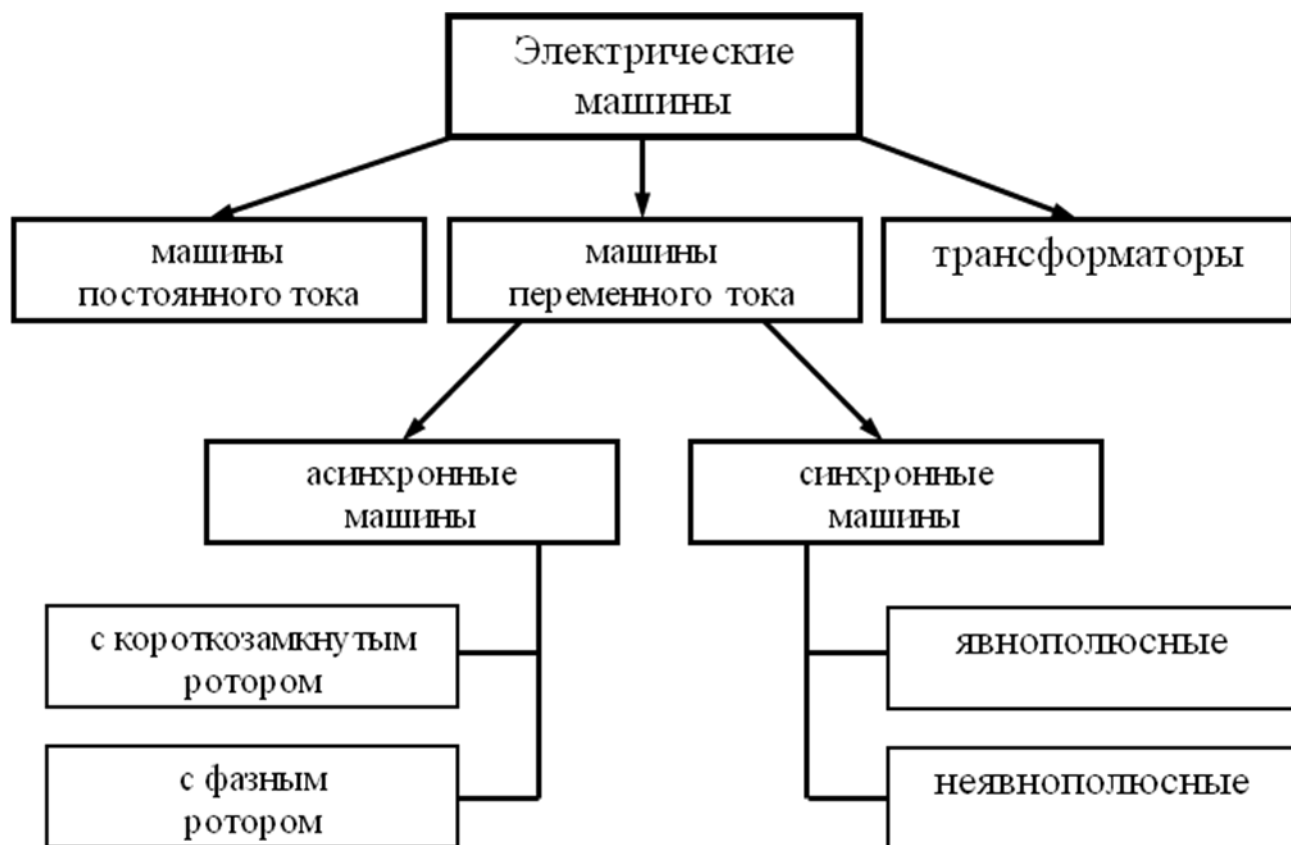 Электрические
машины
машины
постоянного тока
машины
переменного тока
трансформаторы
асинхронные
машины
синхронные
машины
с короткозамкнутым
ротором
явнополюсные
с фазным
ротором
неявнополюсные